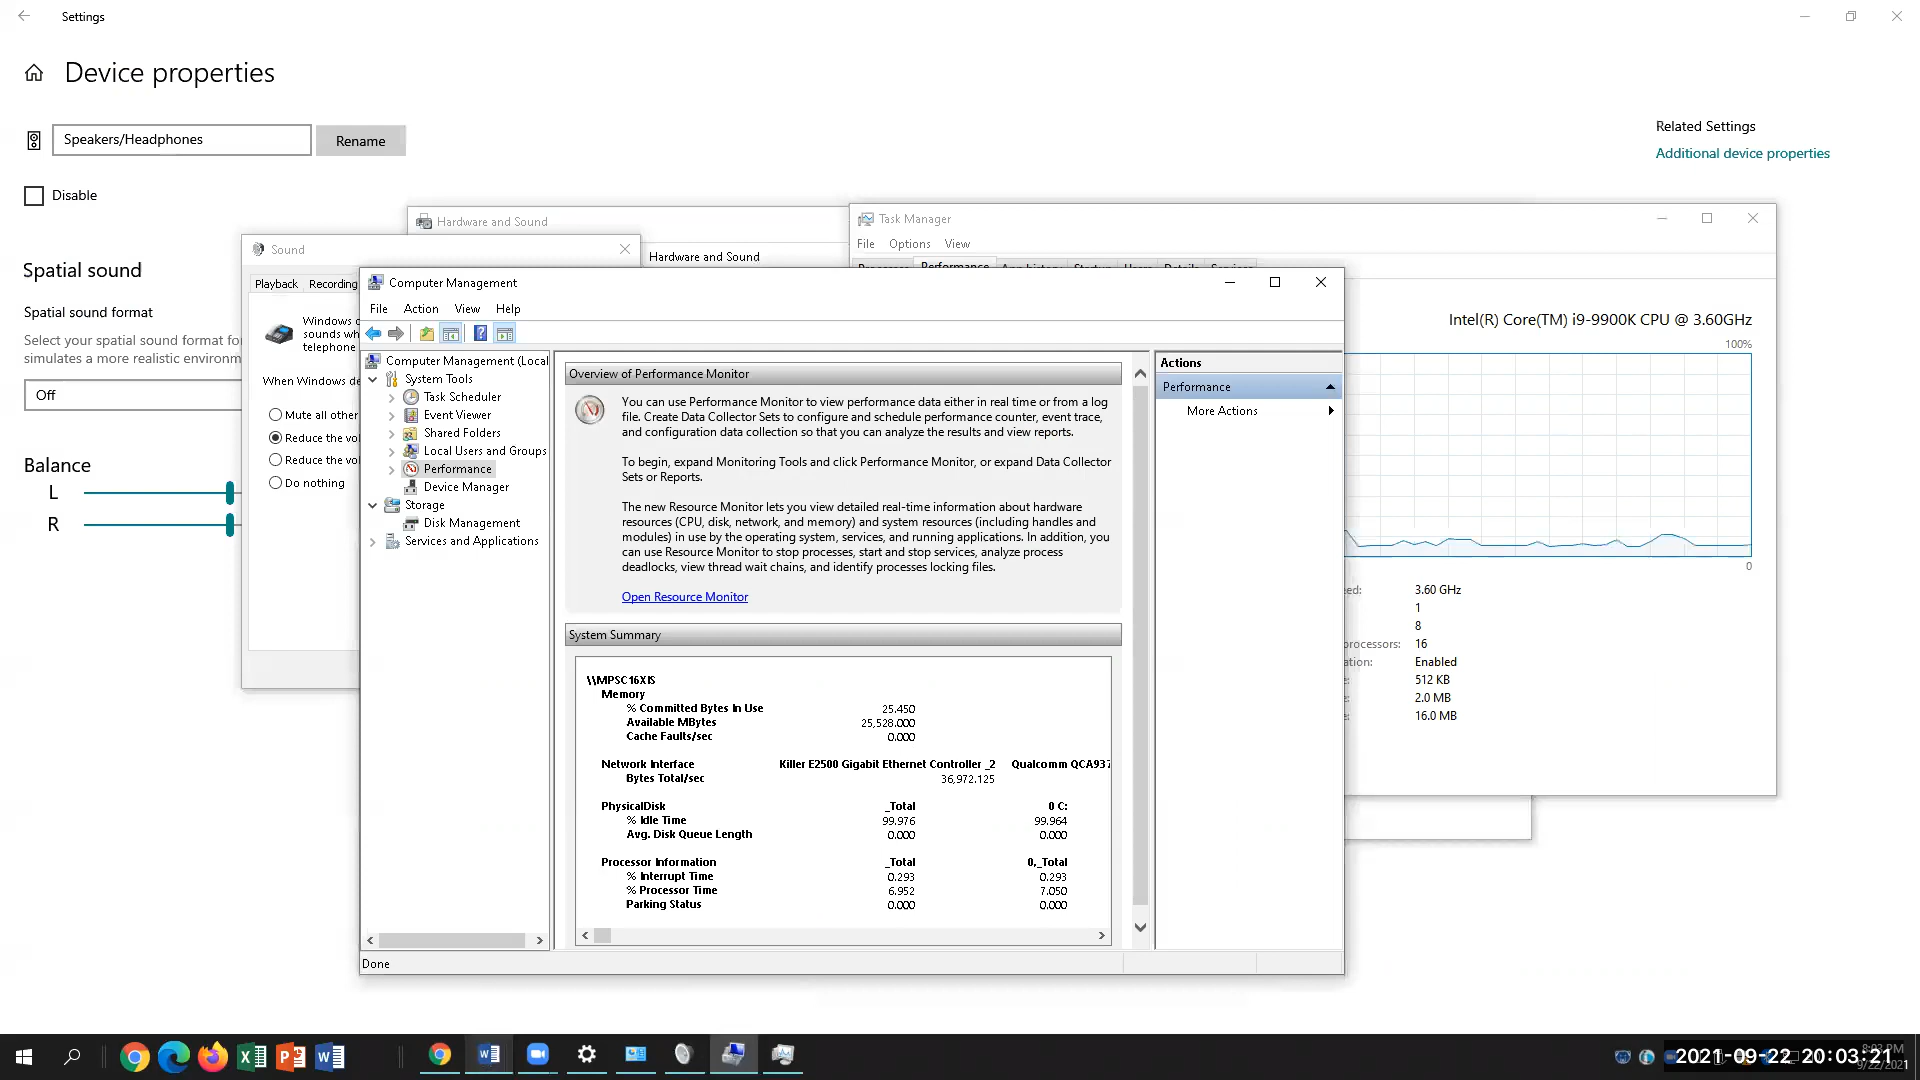 Settings
Device properties
Speakers/Headphones
Rename
Related Settings
Additional device properties
Disable
Spatial sound
Spatial sound format
Select your spatial sound format fo
simulates a more realistic environm
Off
Balance
L
R
Hardware and Sound
Hardware and Sound
Sound
Playback Recording
Windows c
sounds wh
telephone
When Windows de
Mute all other
Reduce the vol
Reduce the vol
Do nothing
Task Manager
File Options View
Performance
Intel(R) Core(TM) i9-9900K CPU @ 3.60GHz
100%
0
3.60 GHz
1
8
processors: 16
ation: Enabled
512 KB
2.0 MB
16.0 MB
Computer Management
File Action View Help
Computer Management (Local
System Tools
Task Scheduler
Event Viewer
Shared Folders
Local Users and Groups
Performance
Device Manager
Storage
Disk Management
Services and Applications
Overview of Performance Monitor
You can use Performance Monitor to view performance data either in real time or from a log
file. Create Data Collector Sets to configure and schedule performance counter, event trace,
and configuration data collection so that you can analyze the results and view reports.
To begin, expand Monitoring Tools and click Performance Monitor, or expand Data Collector
Sets or Reports.
The new Resource Monitor lets you view detailed real-time information about hardware
resources (CPU, disk, network, and memory) and system resources (including handles and
modules) in use by the operating system, services, and running applications. In addition, you
can use Resource Monitor to stop processes, start and stop services, analyze process
deadlocks, view thread wait chains, and identify processes locking files.
Open Resource Monitor
System Summary
\\MPSC16XIS
Memory
% Committed Bytes In Use 25.450
Available MBytes 25,528.000
Cache Faults/sec 0.000
Network Interface Killer E2500 Gigabit Ethernet Controller _2 Qualcomm QCA937
Bytes Total/sec 36,972.125
PhysicalDisk _Total 0 C:
% Idle Time 99.976 99.964
Avg. Disk Queue Length 0.000 0.000
Processor Information _Total 0,_Total
% Interrupt Time 0.293 0.293
% Processor Time 6.952 7.050
Parking Status 0.000 0.000
Actions
Performance
More Actions
Done
2021-09-22 20:03:21
8:03 PM
9/22/2021